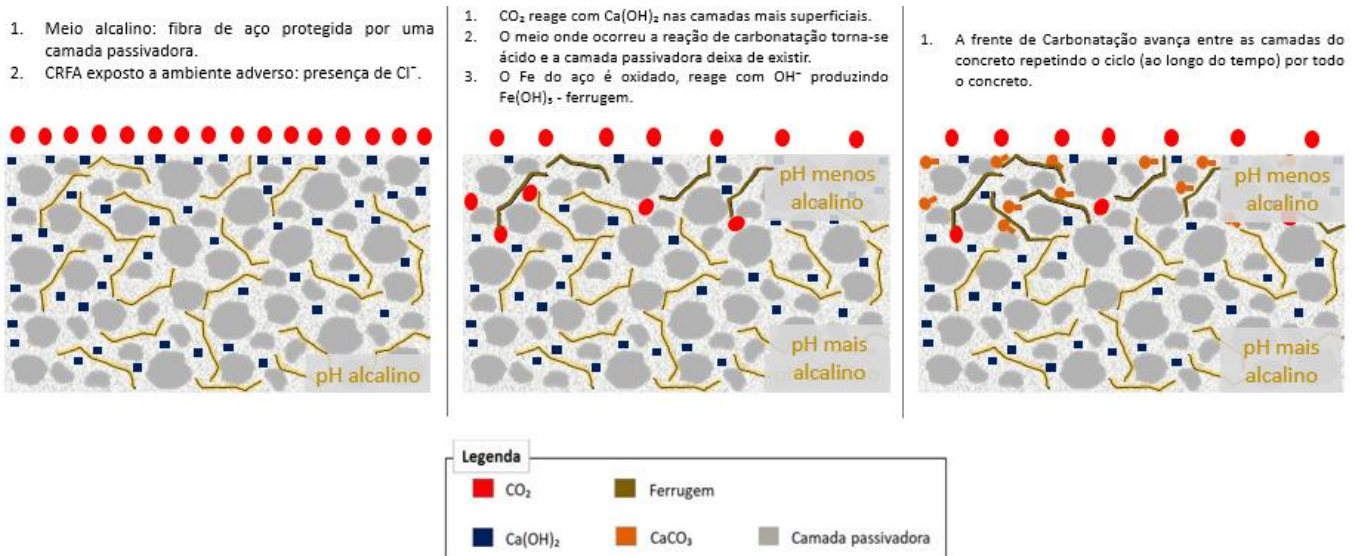 1. Meio alcalino: fibra de aço protegida por uma
camada passivadora.
2. CRFA exposto a ambiente adverso: presença de Cl⁻.
1. CO₂ reage com Ca(OH)₂ nas camadas mais superficiais.
2. O meio onde ocorreu a reação de carbonatação torna-se
ácido e a camada passivadora deixa de existir.
3. O Fe do aço é oxidado, reage com OH⁻ produzindo
Fe(OH)₃ - ferrugem.
1. A frente de Carbonatação avança entre as camadas do
concreto repetindo o ciclo (ao longo do tempo) por todo
o concreto.
pH alcalino
pH menos
alcalino
pH mais
alcalino
pH menos
alcalino
pH mais
alcalino
Legenda
CO₂
Ferrugem
Ca(OH)₂
CaCO₃
Camada passivadora